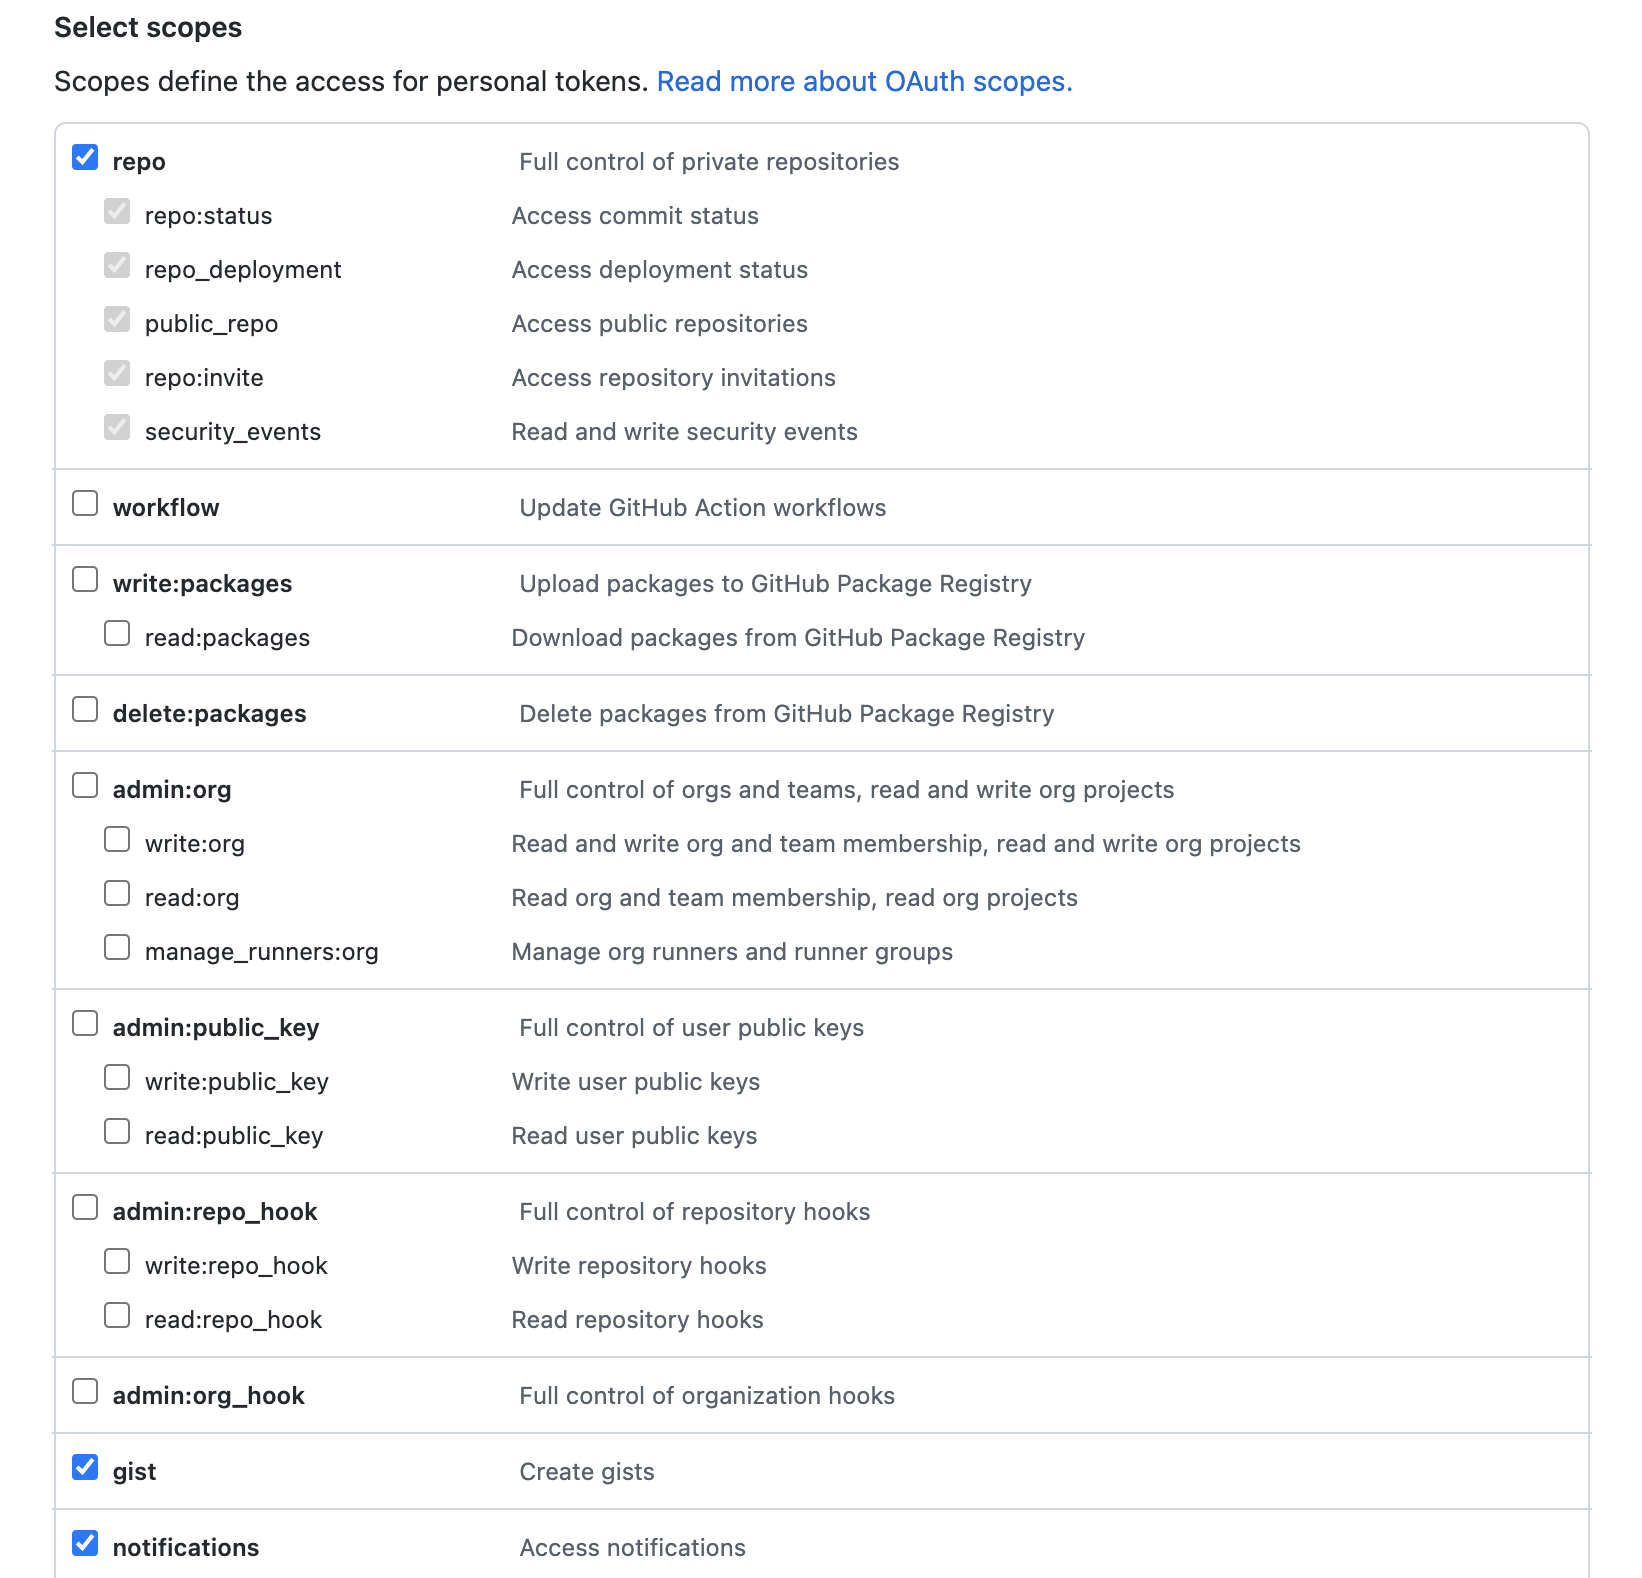 Select scopes
Scopes define the access for personal tokens. Read more about OAuth scopes.
repo Full control of private repositories
repo:status Access commit status
repo_deployment Access deployment status
public_repo Access public repositories
repo:invite Access repository invitations
security_events Read and write security events
workflow Update GitHub Action workflows
write:packages Upload packages to GitHub Package Registry
read:packages Download packages from GitHub Package Registry
delete:packages Delete packages from GitHub Package Registry
admin:org Full control of orgs and teams, read and write org projects
write:org Read and write org and team membership, read and write org projects
read:org Read org and team membership, read org projects
manage_runners:org Manage org runners and runner groups
admin:public_key Full control of user public keys
write:public_key Write user public keys
read:public_key Read user public keys
admin:repo_hook Full control of repository hooks
write:repo_hook Write repository hooks
read:repo_hook Read repository hooks
admin:org_hook Full control of organization hooks
gist Create gists
notifications Access notifications